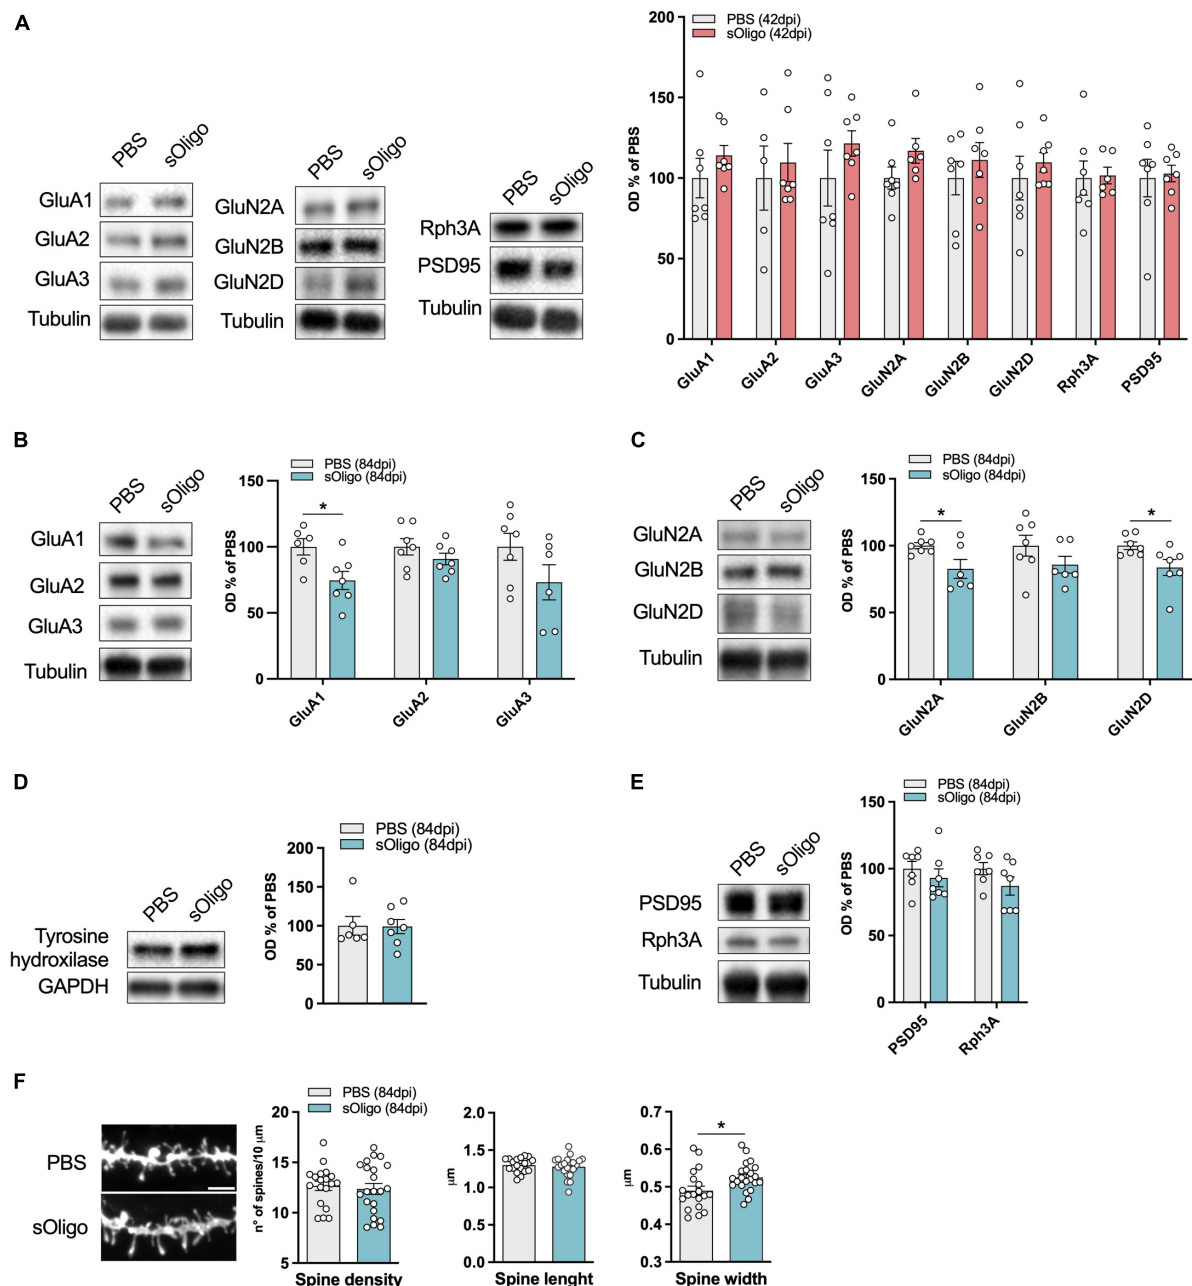 A
PBS
sOligo
GluA1
GluA2
GluA3
Tubulin
PBS
sOligo
GluN2A
GluN2B
GluN2D
Tubulin
PBS
sOligo
Rph3A
PSD95
Tubulin
PBS (42dpi)
sOligo (42dpi)
OD % of PBS
200
150
100
50
0
GluA1
GluA2
GluA3
GluN2A
GluN2B
GluN2D
Rph3A
PSD95
B
PBS
sOligo
GluA1
GluA2
GluA3
Tubulin
PBS (84dpi)
sOligo (84dpi)
OD % of PBS
150
100
50
0
*
GluA1
GluA2
GluA3
C
PBS
sOligo
GluN2A
GluN2B
GluN2D
Tubulin
PBS (84dpi)
sOligo (84dpi)
OD % of PBS
150
100
50
0
*
*
GluN2A
GluN2B
GluN2D
D
PBS
sOligo
Tyrosine
hydroxilase
GAPDH
PBS (84dpi)
sOligo (84dpi)
OD % of PBS
200
150
100
50
0
E
PBS
sOligo
PSD95
Rph3A
Tubulin
PBS (84dpi)
sOligo (84dpi)
OD % of PBS
150
100
50
0
PSD95
Rph3A
F
PBS
sOligo
PBS (84dpi)
sOligo (84dpi)
n° of spines/10 μm
20
15
10
5
Spine density
μm
2.0
1.5
1.0
0.5
0.0
Spine lenght
μm
0.7
0.6
0.5
0.4
0.3
*
Spine width